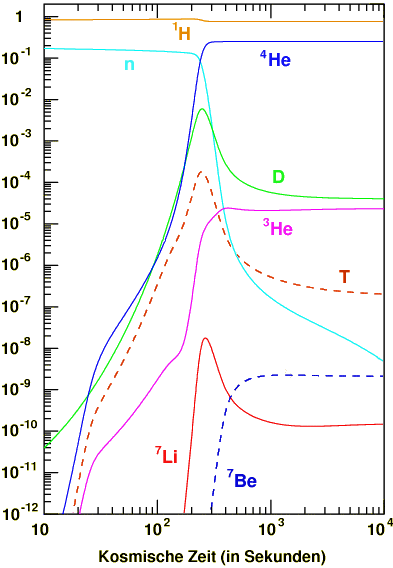 1
¹H
10⁻¹
⁴He
n
10⁻²
10⁻³
D
10⁻⁴
10⁻⁵
³He
10⁻⁶
T
10⁻⁷
10⁻⁸
10⁻⁹
10⁻¹⁰
⁷Li
10⁻¹¹
⁷Be
10⁻¹²
10 10² 10³ 10⁴
Kosmische Zeit (in Sekunden)